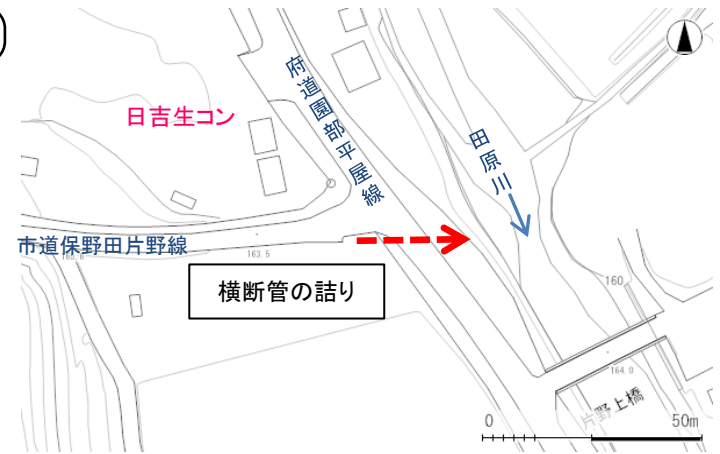 府道園部平屋線
日吉生コン
田原川
市道保野田片野線
163.5
横断管の詰り
160
164.0
片野上橋
0
50m